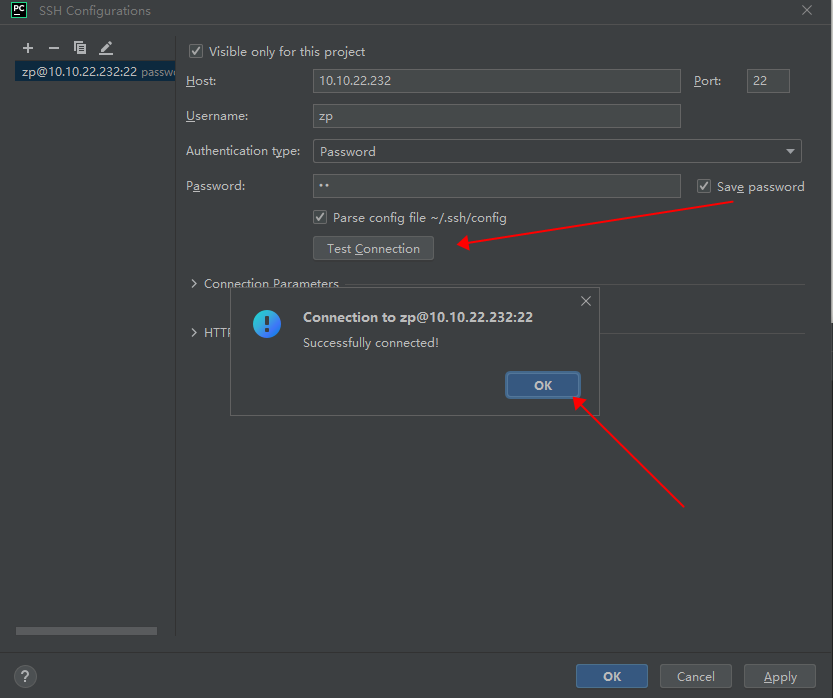 PC SSH Configurations
Visible only for this project
zp@10.10.22.232:22 passw
Host: 10.10.22.232 Port: 22
Username: zp
Authentication type: Password
Password: •• Save password
Parse config file ~/.ssh/config
Test Connection
Connection Parameters
HTTP
Connection to zp@10.10.22.232:22
Successfully connected!
OK
?
OK Cancel Apply